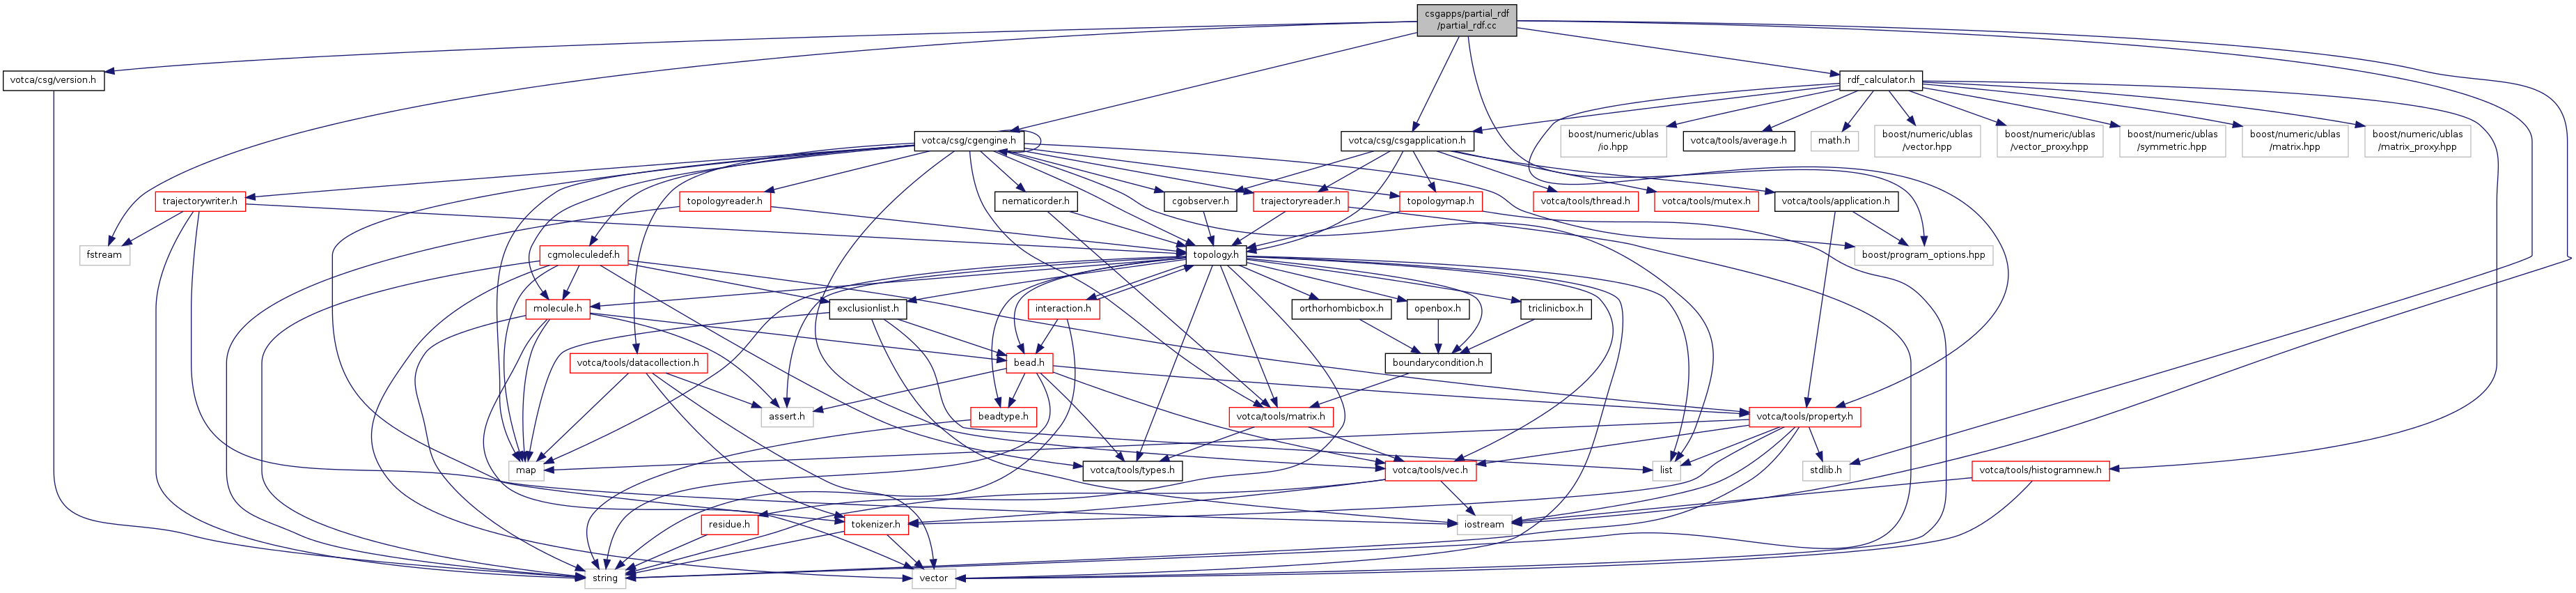 csgapps/partial_rdf
/partial_rdf.cc
votca/csg/version.h
rdf_calculator.h
votca/csg/cgengine.h
votca/csg/csgapplication.h
boost/numeric/ublas
/io.hpp
votca/tools/average.h
math.h
boost/numeric/ublas
/vector.hpp
boost/numeric/ublas
/vector_proxy.hpp
boost/numeric/ublas
/symmetric.hpp
boost/numeric/ublas
/matrix.hpp
boost/numeric/ublas
/matrix_proxy.hpp
trajectorywriter.h
topologyreader.h
nematicorder.h
cgobserver.h
trajectoryreader.h
topologymap.h
votca/tools/thread.h
votca/tools/mutex.h
votca/tools/application.h
fstream
cgmoleculedef.h
topology.h
boost/program_options.hpp
molecule.h
exclusionlist.h
interaction.h
orthorhombicbox.h
openbox.h
triclinicbox.h
votca/tools/datacollection.h
bead.h
boundarycondition.h
assert.h
beadtype.h
votca/tools/matrix.h
votca/tools/property.h
map
votca/tools/types.h
votca/tools/vec.h
list
stdlib.h
votca/tools/histogramnew.h
residue.h
tokenizer.h
iostream
string
vector